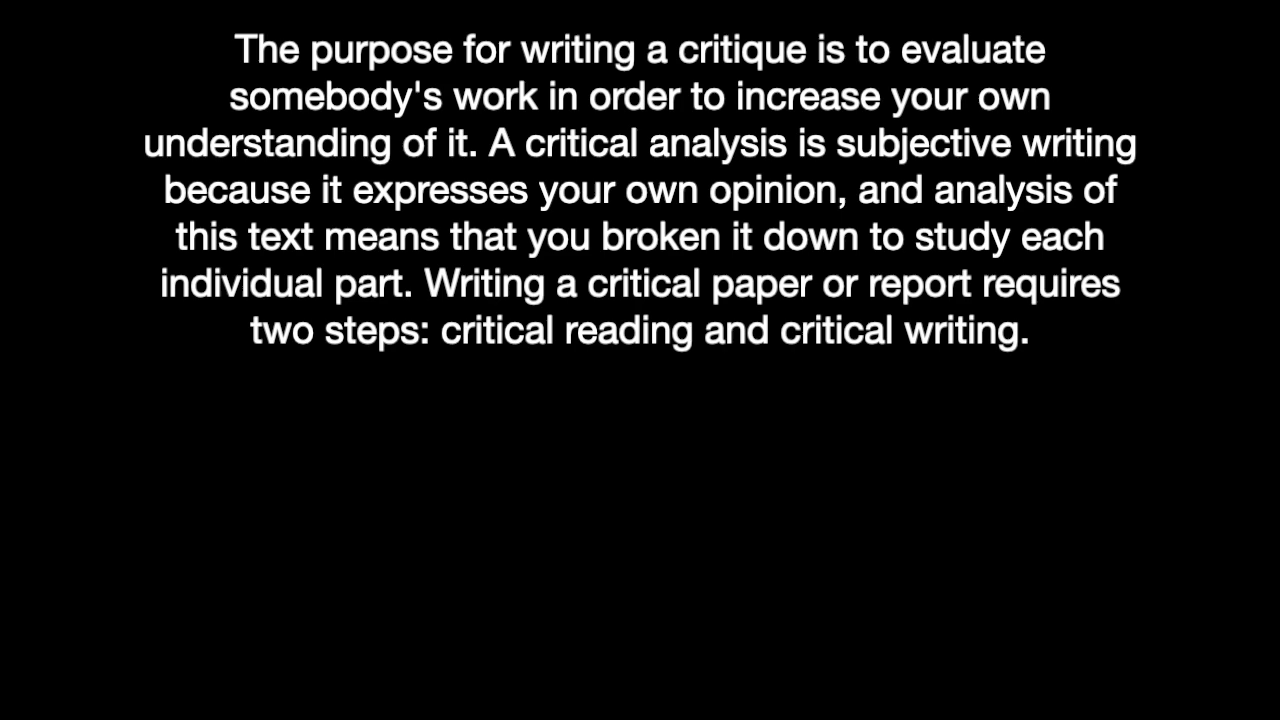 The purpose for writing a critique is to evaluate
somebody's work in order to increase your own
understanding of it. A critical analysis is subjective writing
because it expresses your own opinion, and analysis of
this text means that you broken it down to study each
individual part. Writing a critical paper or report requires
two steps: critical reading and critical writing.